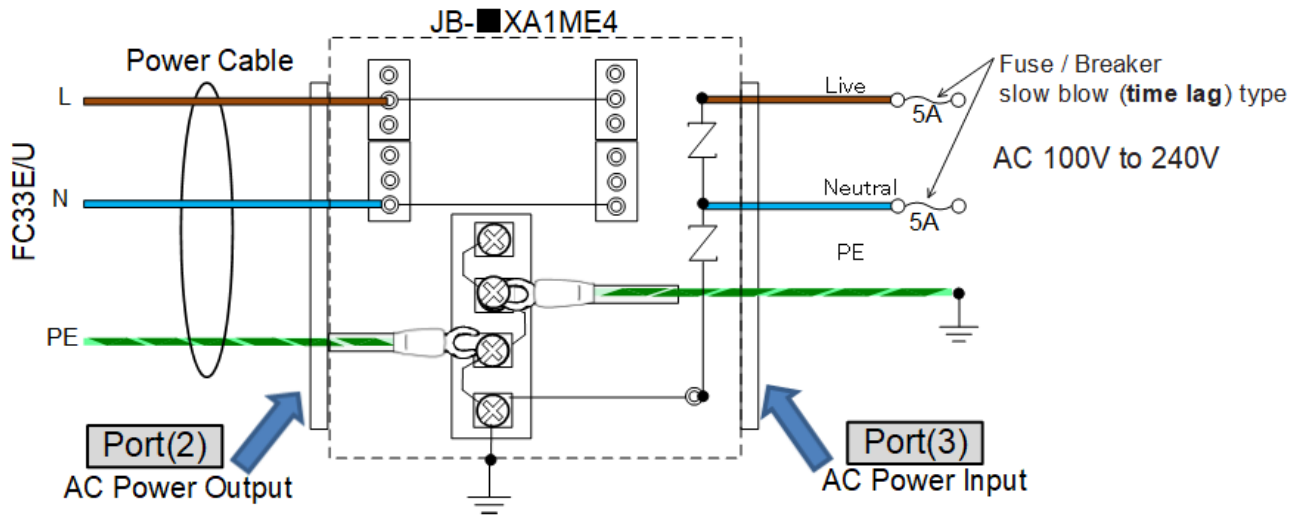 JB-■XA1ME4
Power Cable
L
N
PE
FC33E/U
Live
5A
Fuse / Breaker
slow blow (time lag) type
AC 100V to 240V
Neutral
5A
PE
Port(2)
AC Power Output
Port(3)
AC Power Input